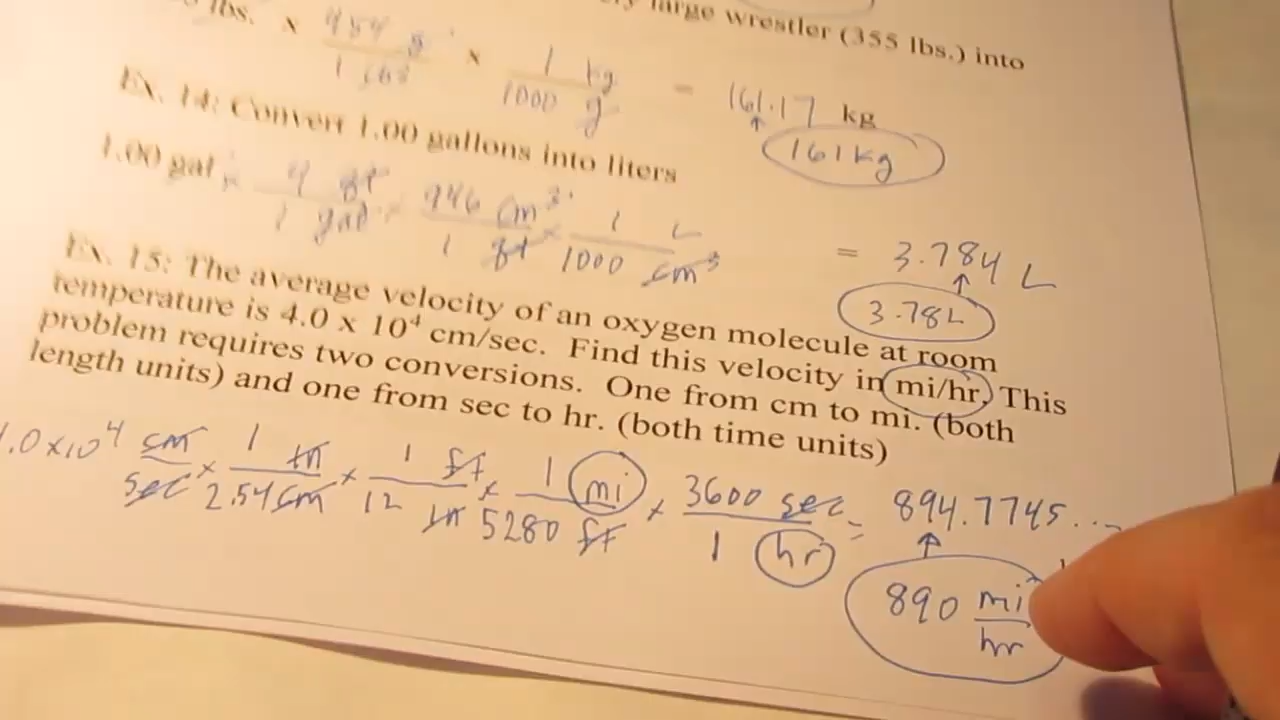 large wrestler (355 lbs.) into
lbs. x 454 g / 1 lbs x 1 kg / 1000 g = 161.17 kg
161 kg
EX. 14: Convert 1.00 gallons into liters
1.00 gal x 4 qt / 1 gal x 946 cm³ / 1 qt x 1 L / 1000 cm³ = 3.784 L
3.78 L
EX. 15: The average velocity of an oxygen molecule at room
temperature is 4.0 x 10⁴ cm/sec. Find this velocity in mi/hr. This
problem requires two conversions. One from cm to mi. (both
length units) and one from sec to hr. (both time units)
.0 x 10⁴ cm / sec x 1 in / 2.54 cm x 1 ft / 12 in x 1 mi / 5280 ft x 3600 sec / 1 hr = 894.7745...
890 mi / hr